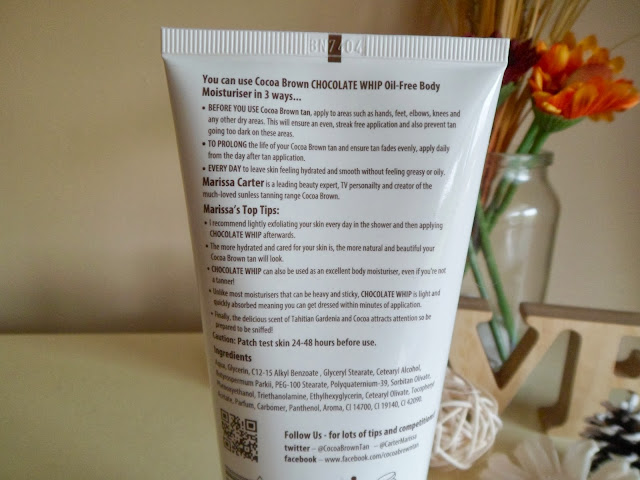 BN7404
You can use Cocoa Brown CHOCOLATE WHIP Oil-Free Body
Moisturiser in 3 ways...
• BEFORE YOU USE Cocoa Brown tan, apply to areas such as hands, feet, elbows, knees and
any other dry areas. This will ensure an even, streak free application and also prevent tan
going too dark on these areas.
• TO PROLONG the life of your Cocoa Brown tan and ensure tan fades evenly, apply daily
from the day after tan application.
• EVERY DAY to leave skin feeling hydrated and smooth without feeling greasy or oily.
Marissa Carter is a leading beauty expert, TV personality and creator of the
much-loved sunless tanning range Cocoa Brown.
Marissa's Top Tips:
• I recommend lightly exfoliating your skin every day in the shower and then applying
CHOCOLATE WHIP afterwards.
• The more hydrated and cared for your skin is, the more natural and beautiful your
Cocoa Brown tan will look.
• CHOCOLATE WHIP can also be used as an excellent body moisturiser, even if you're not
a tanner!
• Unlike most moisturisers that can be heavy and sticky, CHOCOLATE WHIP is light and
quickly absorbed meaning you can get dressed within minutes of application.
• Finally, the delicious scent of Tahitian Gardenia and Cocoa attracts attention so be
prepared to be sniffed!
Caution: Patch test skin 24-48 hours before use.
Ingredients
Aqua, Glycerin, C12-15 Alkyl Benzoate, Glyceryl Stearate, Cetearyl Alcohol,
Butyrospermum Parkii, PEG-100 Stearate, Polyquaternium-39, Sorbitan Olivate,
Phenoxyethanol, Triethanolamine, Ethylhexylglycerin, Cetearyl Olivate, Tocopheryl
Acetate, Parfum, Carbomer, Panthenol, Aroma, CI 14700, CI 19140, CI 42090.
Follow Us - for lots of tips and competitions!
twitter – @CocoaBrownTan – @CarterMarissa
facebook – www.facebook.com/cocoabrowntan